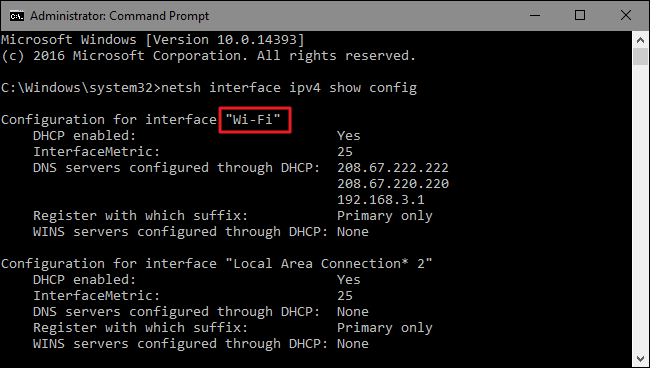 Administrator: Command Prompt
Microsoft Windows [Version 10.0.14393]
(c) 2016 Microsoft Corporation. All rights reserved.
C:\Windows\system32>netsh interface ipv4 show config
Configuration for interface "Wi-Fi"
DHCP enabled: Yes
InterfaceMetric: 25
DNS servers configured through DHCP: 208.67.222.222
208.67.220.220
192.168.3.1
Register with which suffix: Primary only
WINS servers configured through DHCP: None
Configuration for interface "Local Area Connection* 2"
DHCP enabled: Yes
InterfaceMetric: 25
DNS servers configured through DHCP: None
Register with which suffix: Primary only
WINS servers configured through DHCP: None